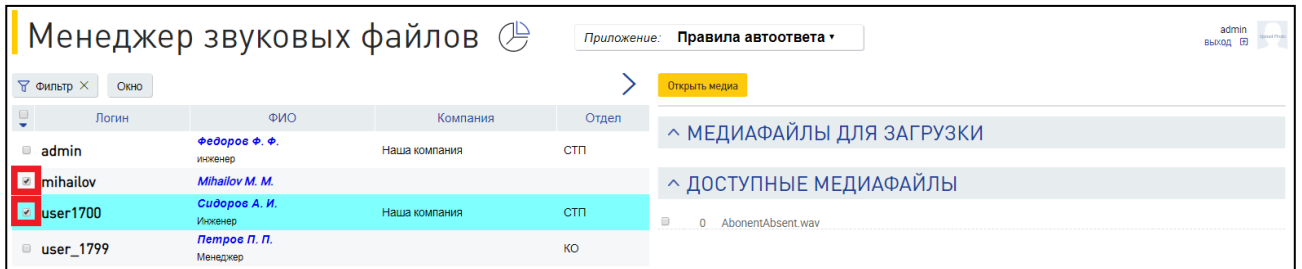 Менеджер звуковых файлов
Приложение: Правила автоответа
admin
выход
Фильтр Окно
Открыть медиа
Логин ФИО Компания Отдел
admin Федоров Ф. Ф. Наша компания СТП
инженер
mihailov Mihailov M. M.
user1700 Сидоров А. И. Наша компания СТП
Инженер
user_1799 Петров П. П. КО
Менеджер
МЕДИАФАЙЛЫ ДЛЯ ЗАГРУЗКИ
ДОСТУПНЫЕ МЕДИАФАЙЛЫ
0 AbonentAbsent.wav